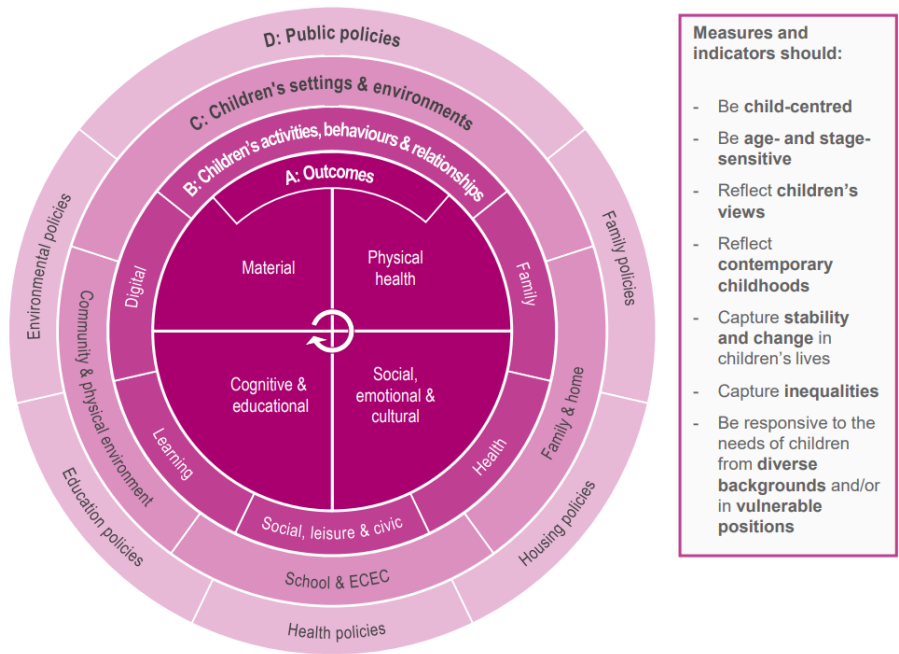 D: Public policies
C: Children's settings & environments
B: Children's activities, behaviours & relationships
A: Outcomes
Material
Physical
health
Cognitive &
educational
Social,
emotional &
cultural
Digital
Family
Learning
Health
Social, leisure & civic
Community & physical environment
Family & home
School & ECEC
Environmental policies
Family policies
Education policies
Housing policies
Health policies
Measures and
indicators should:
- Be child-centred
- Be age- and stage-
sensitive
- Reflect children’s
views
- Reflect
contemporary
childhoods
- Capture stability
and change in
children’s lives
- Capture inequalities
- Be responsive to the
needs of children
from diverse
backgrounds and/or
in vulnerable
positions